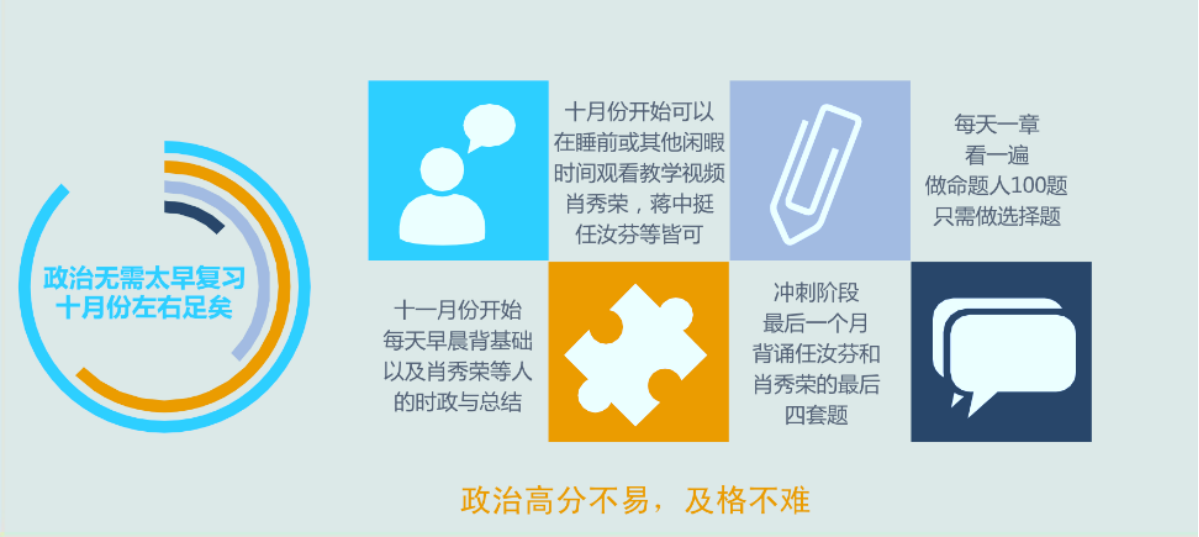 政治无需太早复习
十月份左右足矣
十月份开始可以
在睡前或其他闲暇
时间观看教学视频
肖秀荣，蒋中挺
任汝芬等皆可
每天一章
看一遍
做命题人100题
只需做选择题
十一月份开始
每天早晨背基础
以及肖秀荣等人
的时政与总结
冲刺阶段
最后一个月
背诵任汝芬和
肖秀荣的最后
四套题
政治高分不易，及格不难